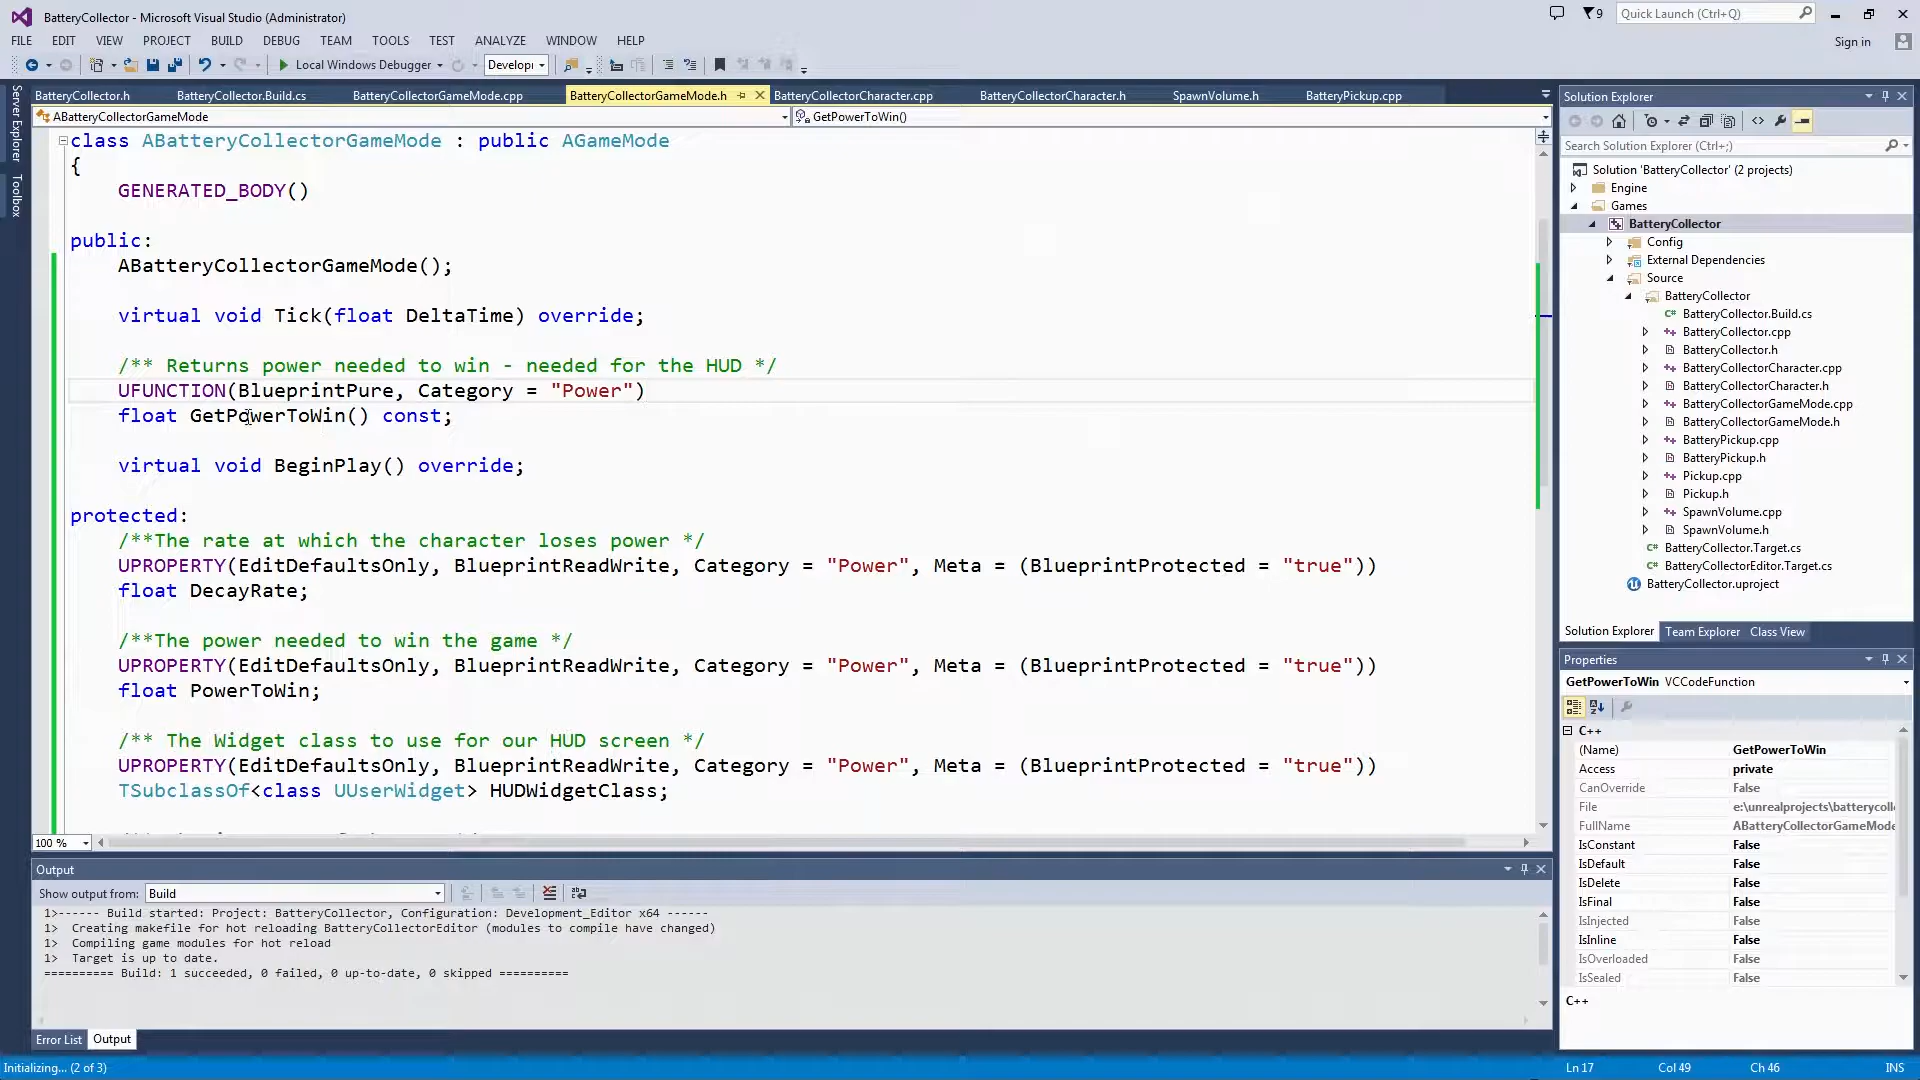 BatteryCollector - Microsoft Visual Studio (Administrator)
9
Quick Launch (Ctrl+Q)
FILE EDIT VIEW PROJECT BUILD DEBUG TEAM TOOLS TEST ANALYZE WINDOW HELP
Sign in
Local Windows Debugger
Develop
Server Explorer
Toolbox
BatteryCollector.h BatteryCollector.Build.cs BatteryCollectorGameMode.cpp BatteryCollectorGameMode.h BatteryCollectorCharacter.cpp BatteryCollectorCharacter.h SpawnVolume.h BatteryPickup.cpp
ABatteryCollectorGameMode
GetPowerToWin()
class ABatteryCollectorGameMode : public AGameMode
{
GENERATED_BODY()
public:
ABatteryCollectorGameMode();
virtual void Tick(float DeltaTime) override;
/** Returns power needed to win - needed for the HUD */
UFUNCTION(BlueprintPure, Category = "Power")
float GetPowerToWin() const;
virtual void BeginPlay() override;
protected:
/**The rate at which the character loses power */
UPROPERTY(EditDefaultsOnly, BlueprintReadWrite, Category = "Power", Meta = (BlueprintProtected = "true"))
float DecayRate;
/**The power needed to win the game */
UPROPERTY(EditDefaultsOnly, BlueprintReadWrite, Category = "Power", Meta = (BlueprintProtected = "true"))
float PowerToWin;
/** The Widget class to use for our HUD screen */
UPROPERTY(EditDefaultsOnly, BlueprintReadWrite, Category = "Power", Meta = (BlueprintProtected = "true"))
TSubclassOf<class UUserWidget> HUDWidgetClass;
100 %
Output
Show output from: Build
1>------ Build started: Project: BatteryCollector, Configuration: Development_Editor x64 ------
1>  Creating makefile for hot reloading BatteryCollectorEditor (modules to compile have changed)
1>  Compiling game modules for hot reload
1>  Target is up to date.
========== Build: 1 succeeded, 0 failed, 0 up-to-date, 0 skipped ==========
Error List Output
Solution Explorer
Search Solution Explorer (Ctrl+;)
Solution 'BatteryCollector' (2 projects)
Engine
Games
BatteryCollector
Config
External Dependencies
Source
BatteryCollector
BatteryCollector.Build.cs
BatteryCollector.cpp
BatteryCollector.h
BatteryCollectorCharacter.cpp
BatteryCollectorCharacter.h
BatteryCollectorGameMode.cpp
BatteryCollectorGameMode.h
BatteryPickup.cpp
BatteryPickup.h
Pickup.cpp
Pickup.h
SpawnVolume.cpp
SpawnVolume.h
BatteryCollector.Target.cs
BatteryCollectorEditor.Target.cs
BatteryCollector.uproject
Solution Explorer Team Explorer Class View
Properties
GetPowerToWin VCCodeFunction
C++
(Name) GetPowerToWin
Access private
CanOverride False
File e:\unrealprojects\batterycoll
FullName ABatteryCollectorGameMode
IsConstant False
IsDefault False
IsDelete False
IsFinal False
IsInjected False
IsInline False
IsOverloaded False
IsSealed False
C++
Initializing... (2 of 3)
Ln 17 Col 49 Ch 46 INS